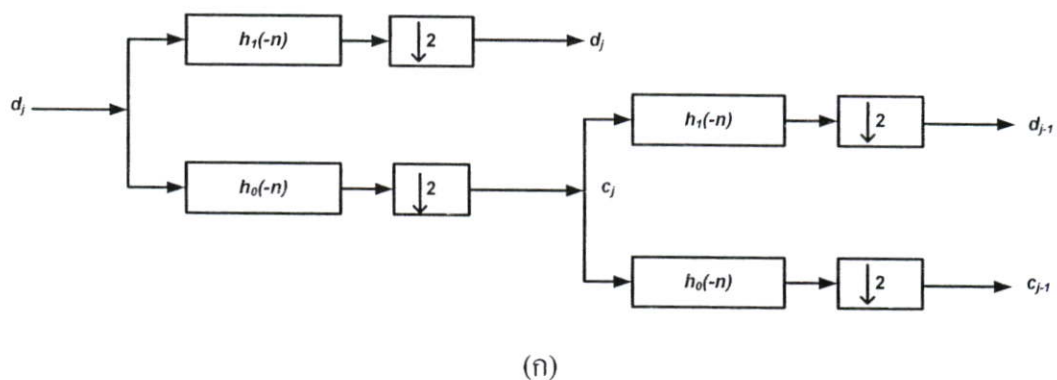 h₁(-n) ↓2 dⱼ
dⱼ
h₁(-n) ↓2 dⱼ₋₁
h₀(-n) ↓2 cⱼ
h₀(-n) ↓2 cⱼ₋₁
(ก)